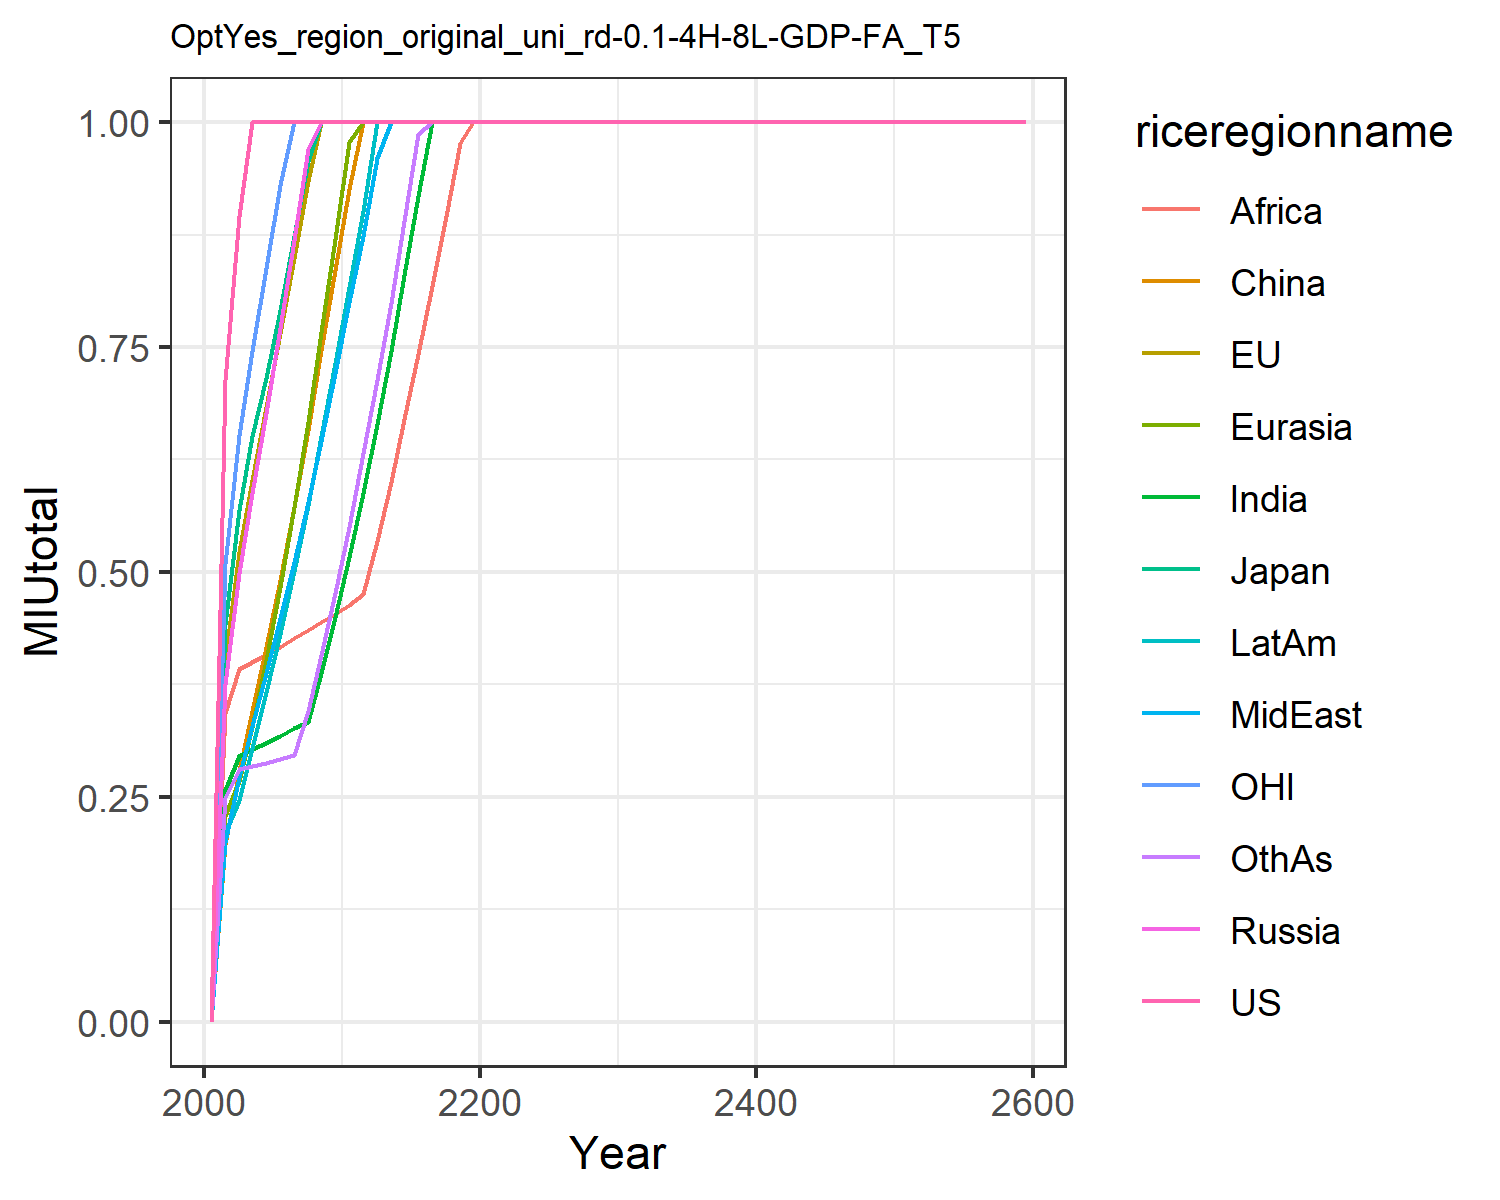 OptYes_region_original_uni_rd-0.1-4H-8L-GDP-FA_T5
1.00
0.75
0.50
0.25
0.00
MIUtotal
2000
2200
2400
2600
Year
riceregionname
Africa
China
EU
Eurasia
India
Japan
LatAm
MidEast
OHI
OthAs
Russia
US